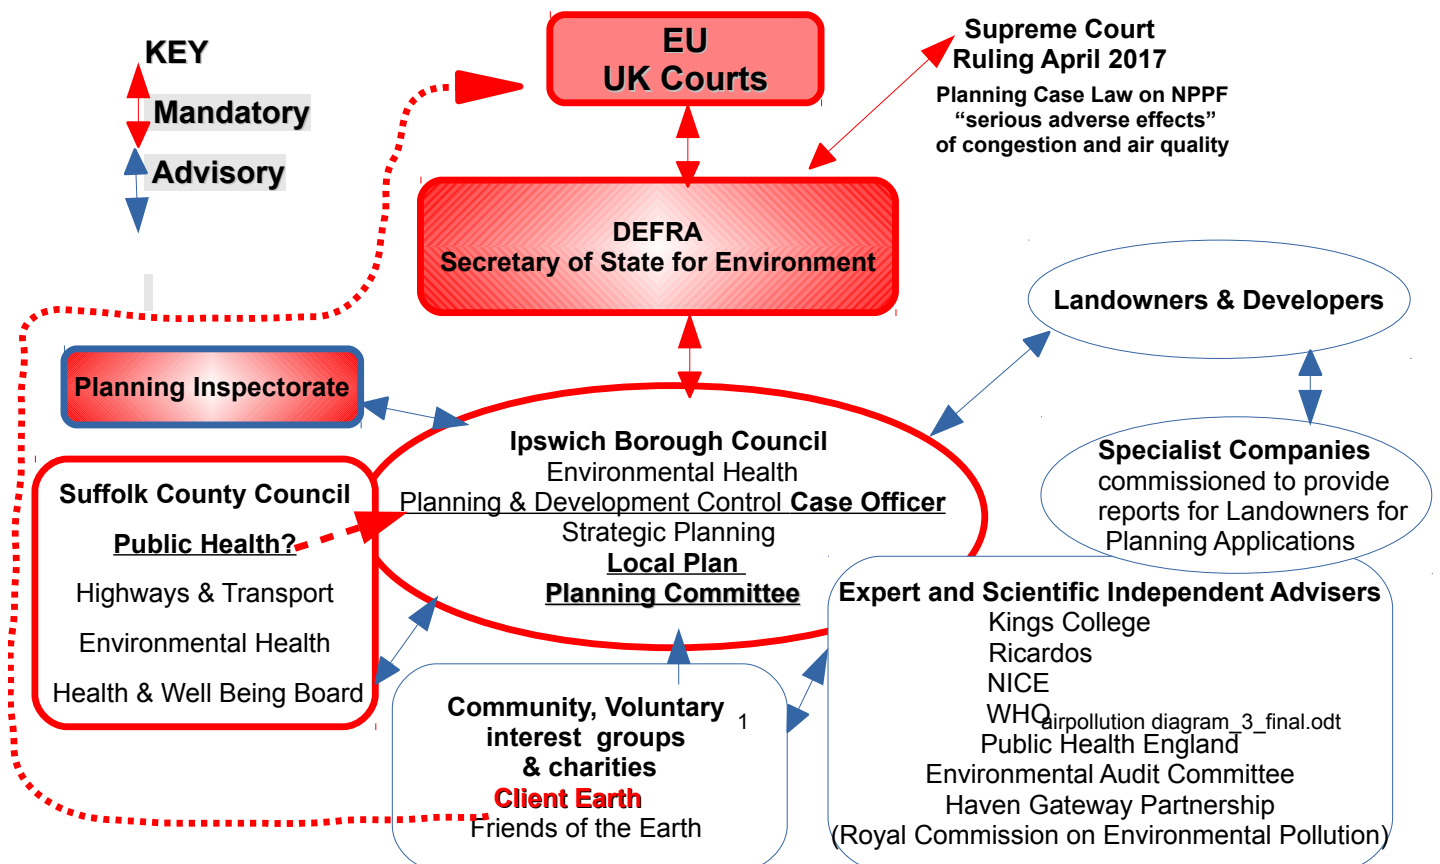 KEY
Mandatory
Advisory
EU
UK Courts
Supreme Court
Ruling April 2017
Planning Case Law on NPPF
“serious adverse effects”
of congestion and air quality
DEFRA
Secretary of State for Environment
Landowners & Developers
Planning Inspectorate
Specialist Companies
commissioned to provide
reports for Landowners for
Planning Applications
Ipswich Borough Council
Environmental Health
Planning & Development Control Case Officer
Strategic Planning
Local Plan
Planning Committee
Suffolk County Council
Public Health?
Highways & Transport
Environmental Health
Health & Well Being Board
Community, Voluntary
interest groups
& charities
Client Earth
Friends of the Earth
1
Expert and Scientific Independent Advisers
Kings College
Ricardos
NICE
WHO
airpollution diagram_3_final.odt
Public Health England
Environmental Audit Committee
Haven Gateway Partnership
(Royal Commission on Environmental Pollution)